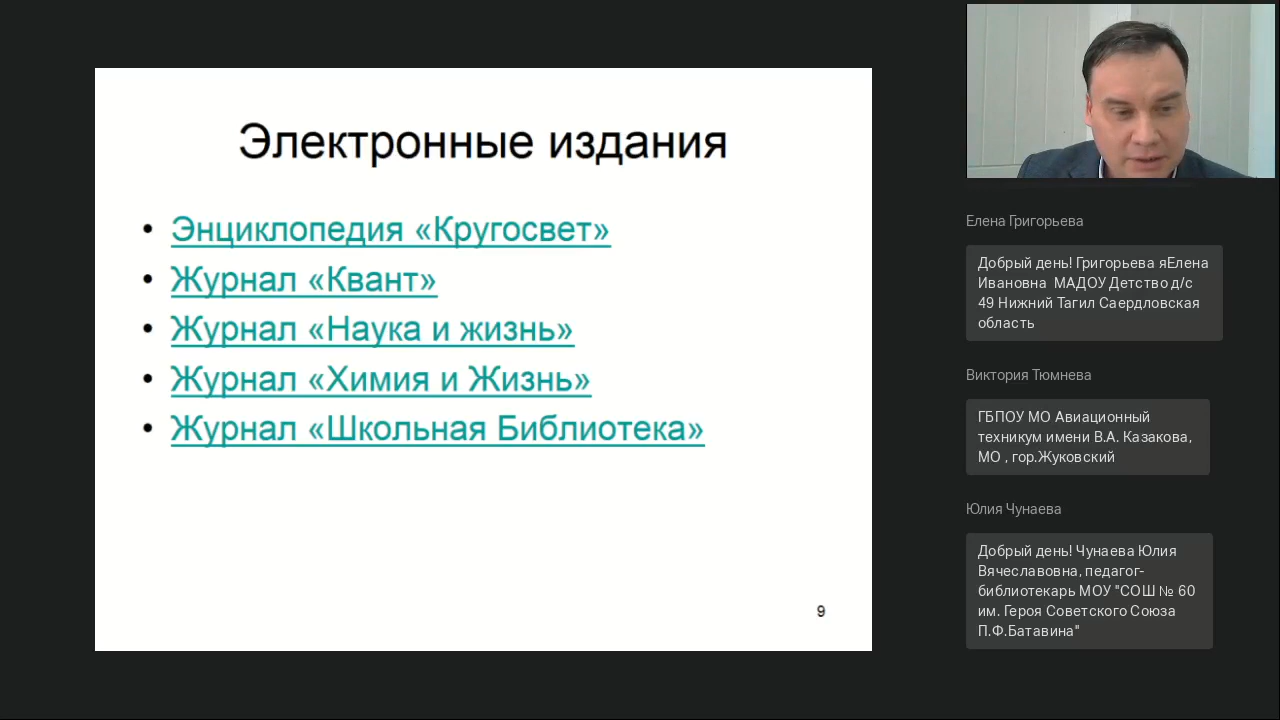 Электронные издания
• Энциклопедия «Кругосвет»
• Журнал «Квант»
• Журнал «Наука и жизнь»
• Журнал «Химия и Жизнь»
• Журнал «Школьная Библиотека»
9
Елена Григорьева
Добрый день! Григорьева яЕлена
Ивановна МАДОУ Детство д/с
49 Нижний Тагил Саердловская
область
Виктория Тюмнева
ГБПОУ МО Авиационный
техникум имени В.А. Казакова,
МО , гор.Жуковский
Юлия Чунаева
Добрый день! Чунаева Юлия
Вячеславовна, педагог-
библиотекарь МОУ "СОШ № 60
им. Героя Советского Союза
П.Ф.Батавина"